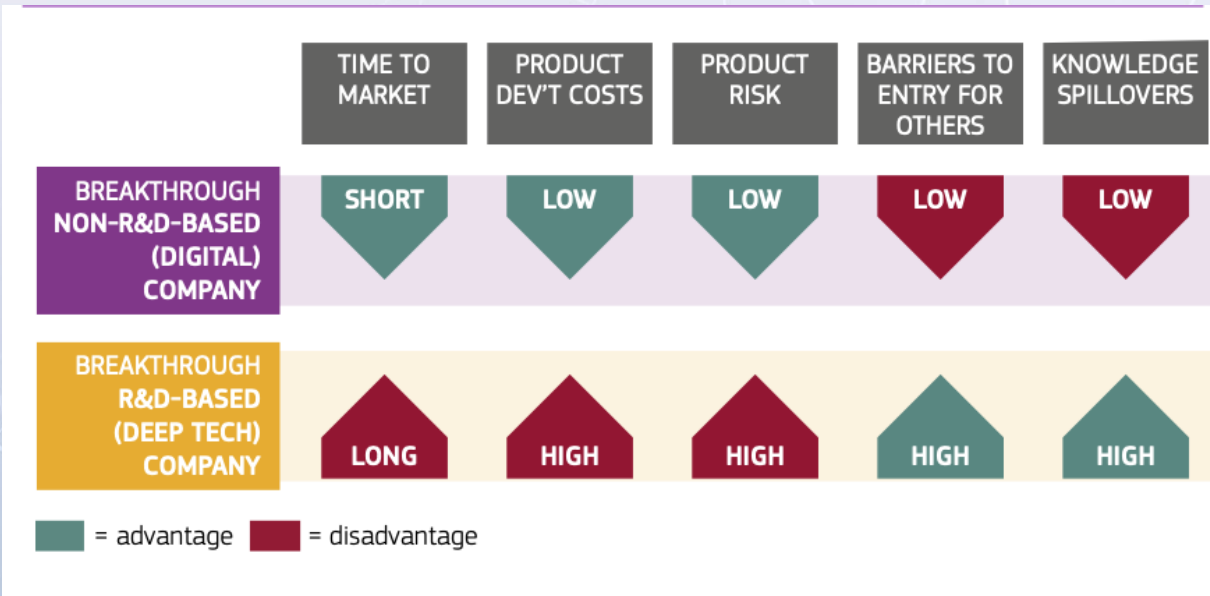 TIME TO
MARKET
PRODUCT
DEV'T COSTS
PRODUCT
RISK
BARRIERS TO
ENTRY FOR
OTHERS
KNOWLEDGE
SPILLOVERS
BREAKTHROUGH
NON-R&D-BASED
(DIGITAL)
COMPANY
SHORT
LOW
LOW
LOW
LOW
BREAKTHROUGH
R&D-BASED
(DEEP TECH)
COMPANY
LONG
HIGH
HIGH
HIGH
HIGH
= advantage
= disadvantage